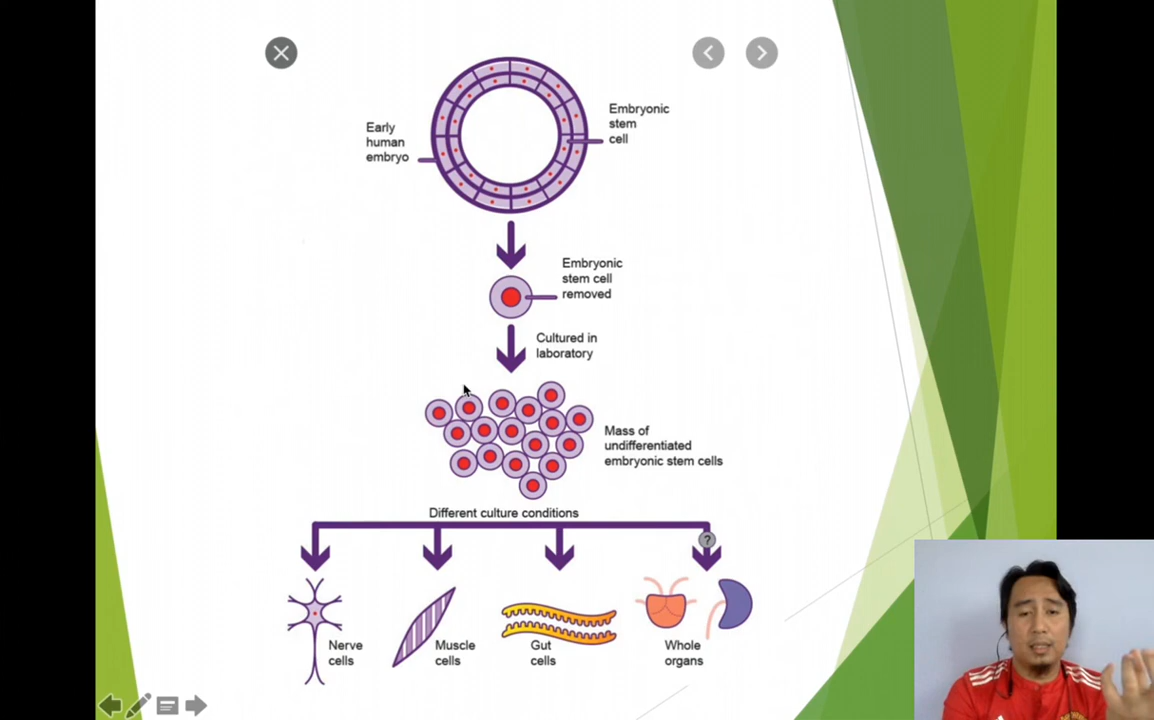 Early
human
embryo
Embryonic
stem
cell
Embryonic
stem cell
removed
Cultured in
laboratory
Mass of
undifferentiated
embryonic stem cells
Different culture conditions
?
Nerve
cells
Muscle
cells
Gut
cells
Whole
organs